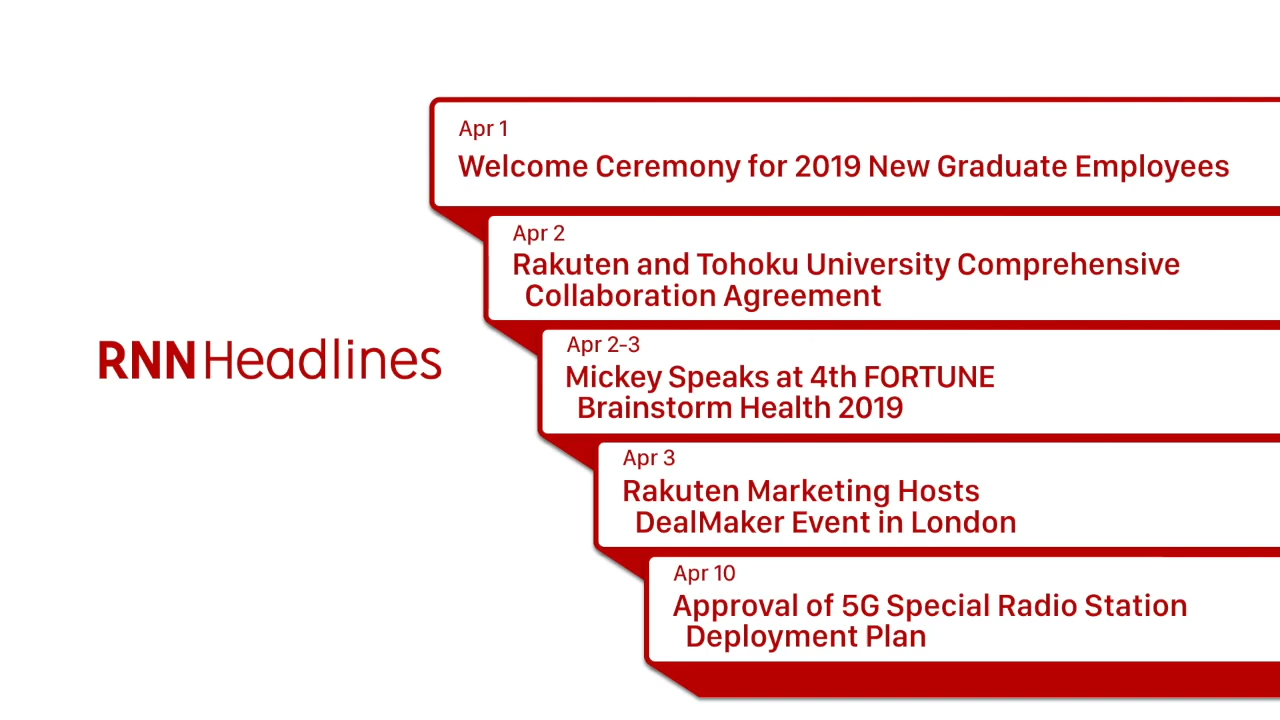 RNN Headlines
Apr 1
Welcome Ceremony for 2019 New Graduate Employees
Apr 2
Rakuten and Tohoku University Comprehensive
Collaboration Agreement
Apr 2-3
Mickey Speaks at 4th FORTUNE
Brainstorm Health 2019
Apr 3
Rakuten Marketing Hosts
DealMaker Event in London
Apr 10
Approval of 5G Special Radio Station
Deployment Plan